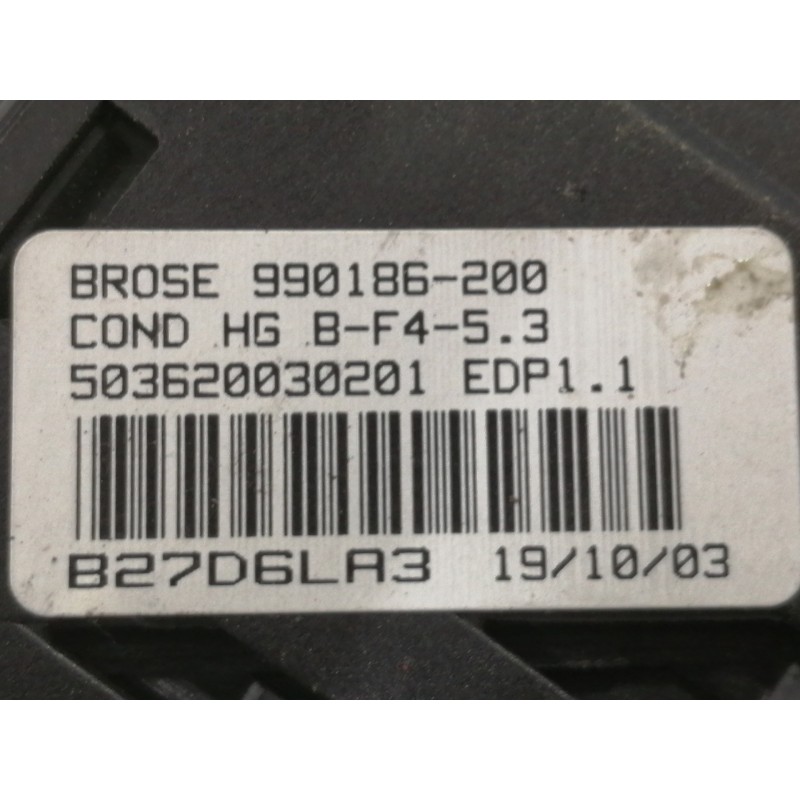 BROSE 990186-200
COND HG B-F4-5.3
503620030201 EDP1.1
B27D6LA3 19/10/03